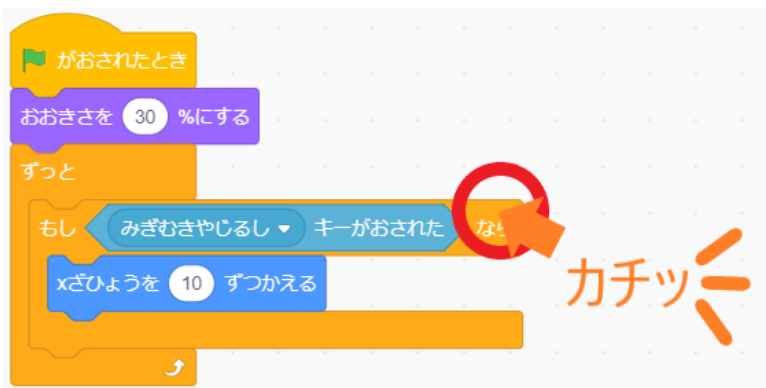 がおされたとき
おおきさを 30 %にする
ずっと
もし みぎむきやじるし キーがおされた なら
xざひょうを 10 ずつかえる
カチッ